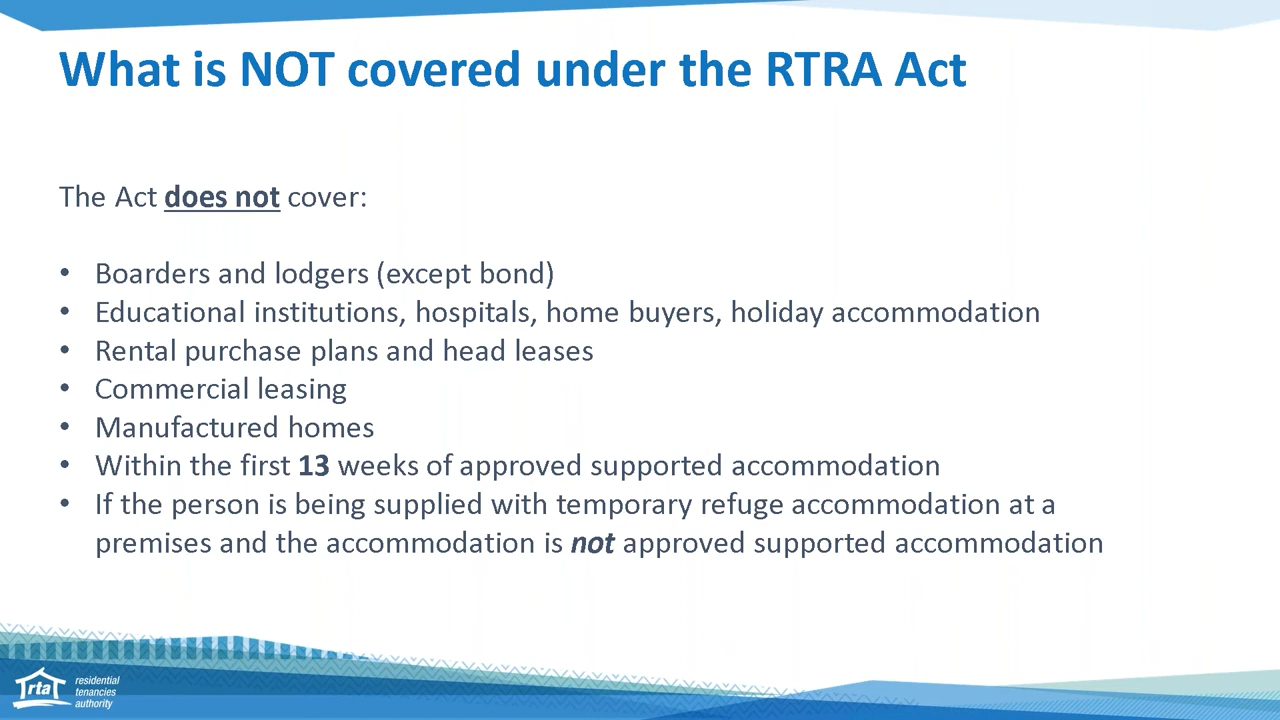 What is NOT covered under the RTRA Act
The Act does not cover:
• Boarders and lodgers (except bond)
• Educational institutions, hospitals, home buyers, holiday accommodation
• Rental purchase plans and head leases
• Commercial leasing
• Manufactured homes
• Within the first 13 weeks of approved supported accommodation
• If the person is being supplied with temporary refuge accommodation at a
premises and the accommodation is not approved supported accommodation
rta
residential
tenancies
authority